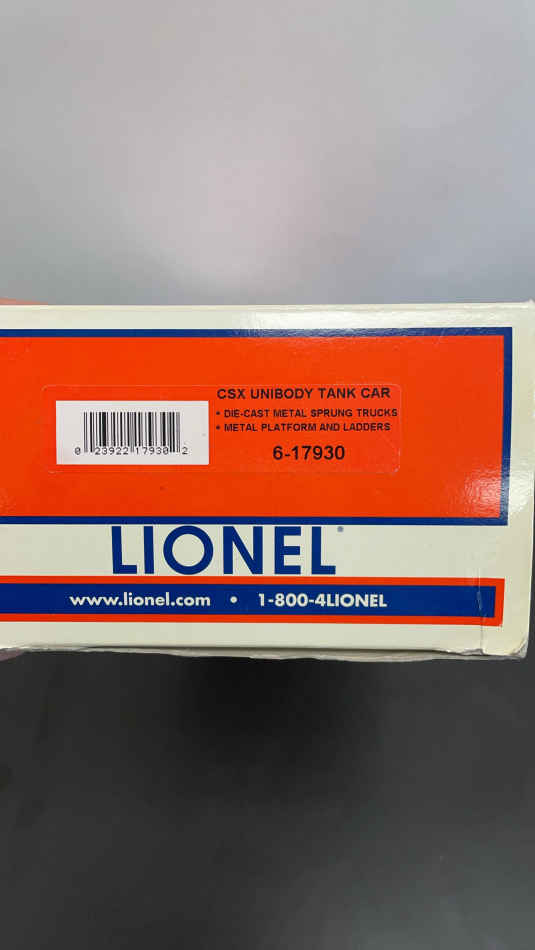 CSX UNIBODY TANK CAR
• DIE-CAST METAL SPRUNG TRUCKS
• METAL PLATFORM AND LADDERS
6-17930
0 23922 17930 2
LIONEL®
www.lionel.com • 1-800-4LIONEL